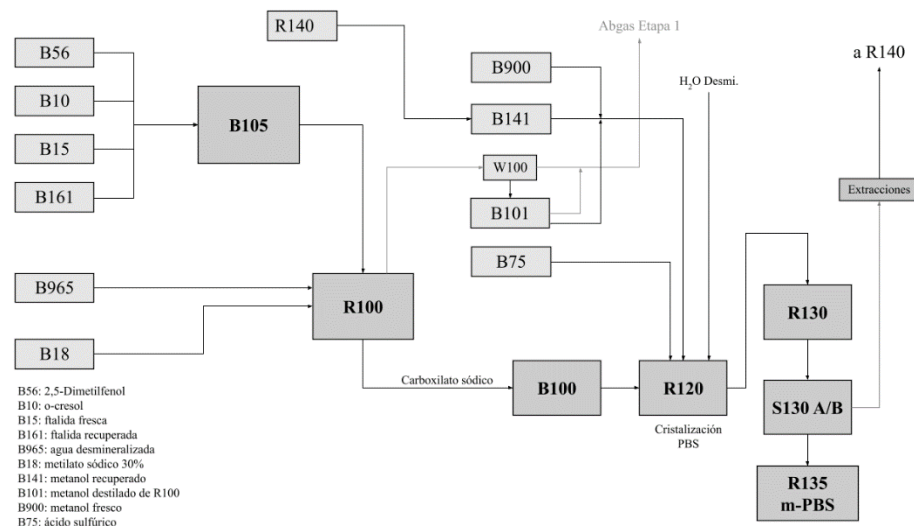 R140
Abgas Etapa 1
B56
B900
a R140
H₂O Desmi.
B10
B105
B141
B15
W100
B161
Extracciones
B101
B75
B965
R100
R130
B18
Carboxilato sódico
B100
R120
S130 A/B
Cristalización
PBS
R135
m-PBS
B56: 2,5-Dimetilfenol
B10: o-cresol
B15: ftalida fresca
B161: ftalida recuperada
B965: agua desmineralizada
B18: metilato sódico 30%
B141: metanol recuperado
B101: metanol destilado de R100
B900: metanol fresco
B75: ácido sulfúrico